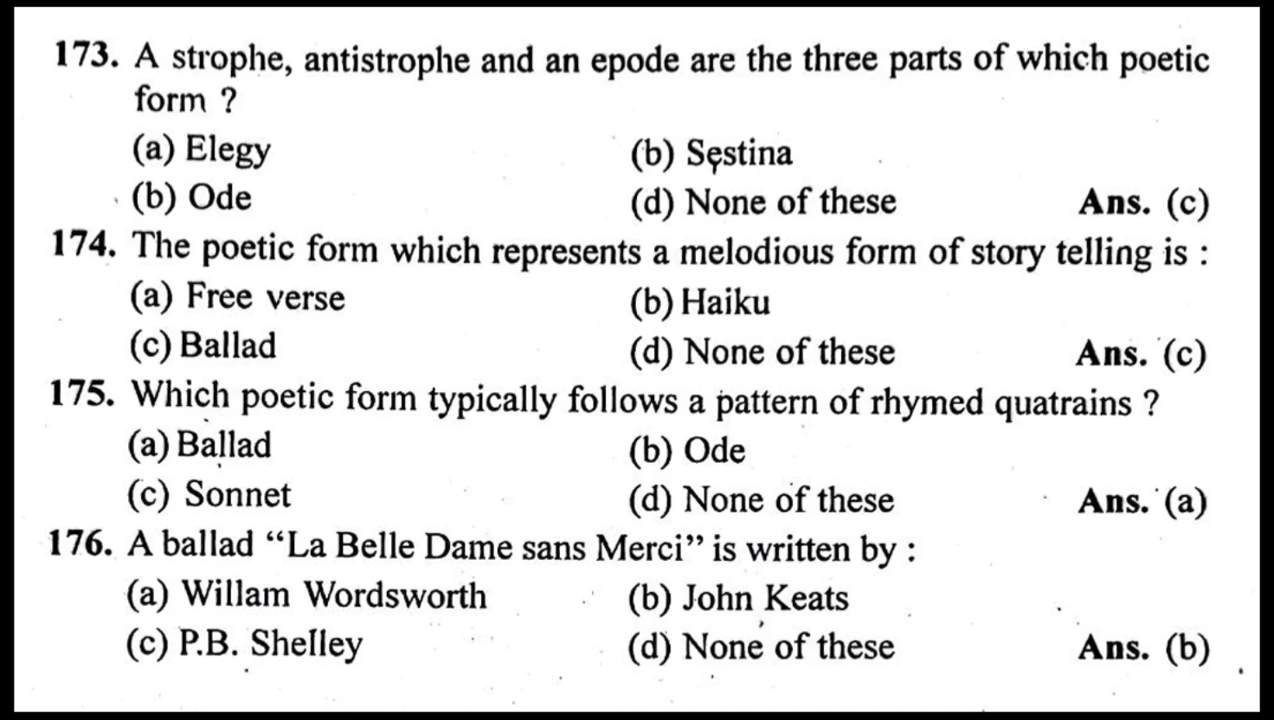 173. A strophe, antistrophe and an epode are the three parts of which poetic
form ?
(a) Elegy (b) Sestina
(b) Ode (d) None of these Ans. (c)
174. The poetic form which represents a melodious form of story telling is :
(a) Free verse (b) Haiku
(c) Ballad (d) None of these Ans. (c)
175. Which poetic form typically follows a pattern of rhymed quatrains ?
(a) Ballad (b) Ode
(c) Sonnet (d) None of these Ans. (a)
176. A ballad “La Belle Dame sans Merci” is written by :
(a) Willam Wordsworth (b) John Keats
(c) P.B. Shelley (d) None of these Ans. (b)